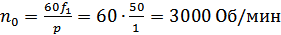 n₀ = 60f₁/p = 60 · 50/1 = 3000 Об/мин